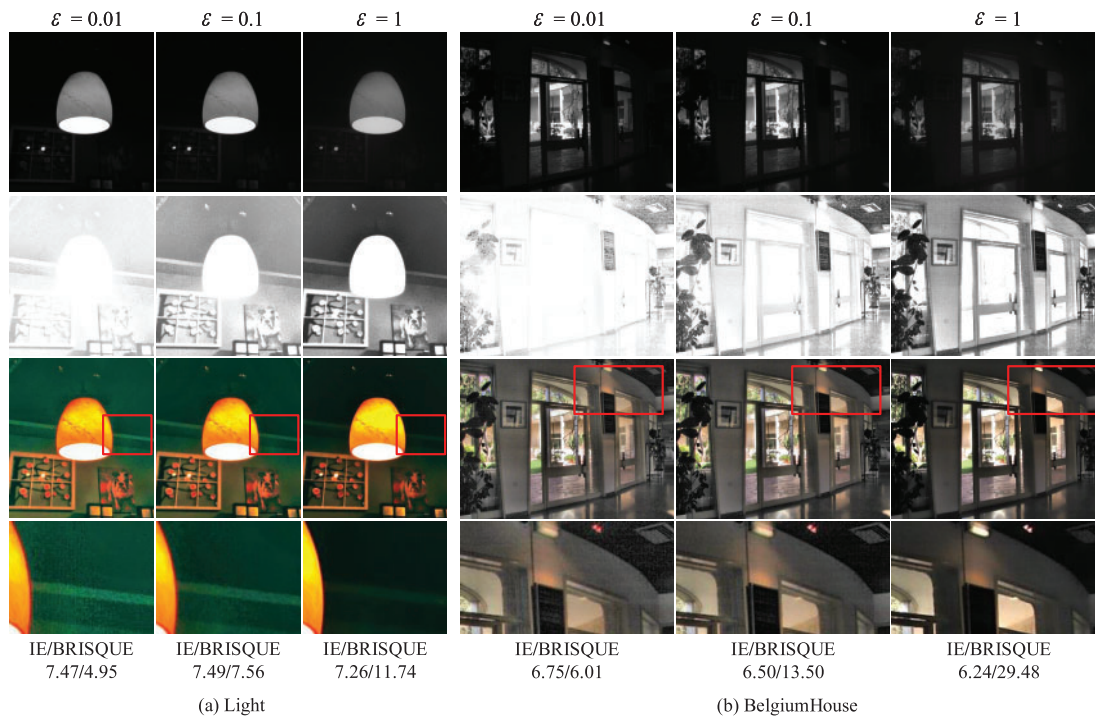 ε = 0.01
ε = 0.1
ε = 1
ε = 0.01
ε = 0.1
ε = 1
IE/BRISQUE
IE/BRISQUE
IE/BRISQUE
IE/BRISQUE
IE/BRISQUE
IE/BRISQUE
7.47/4.95
7.49/7.56
7.26/11.74
6.75/6.01
6.50/13.50
6.24/29.48
(a) Light
(b) BelgiumHouse